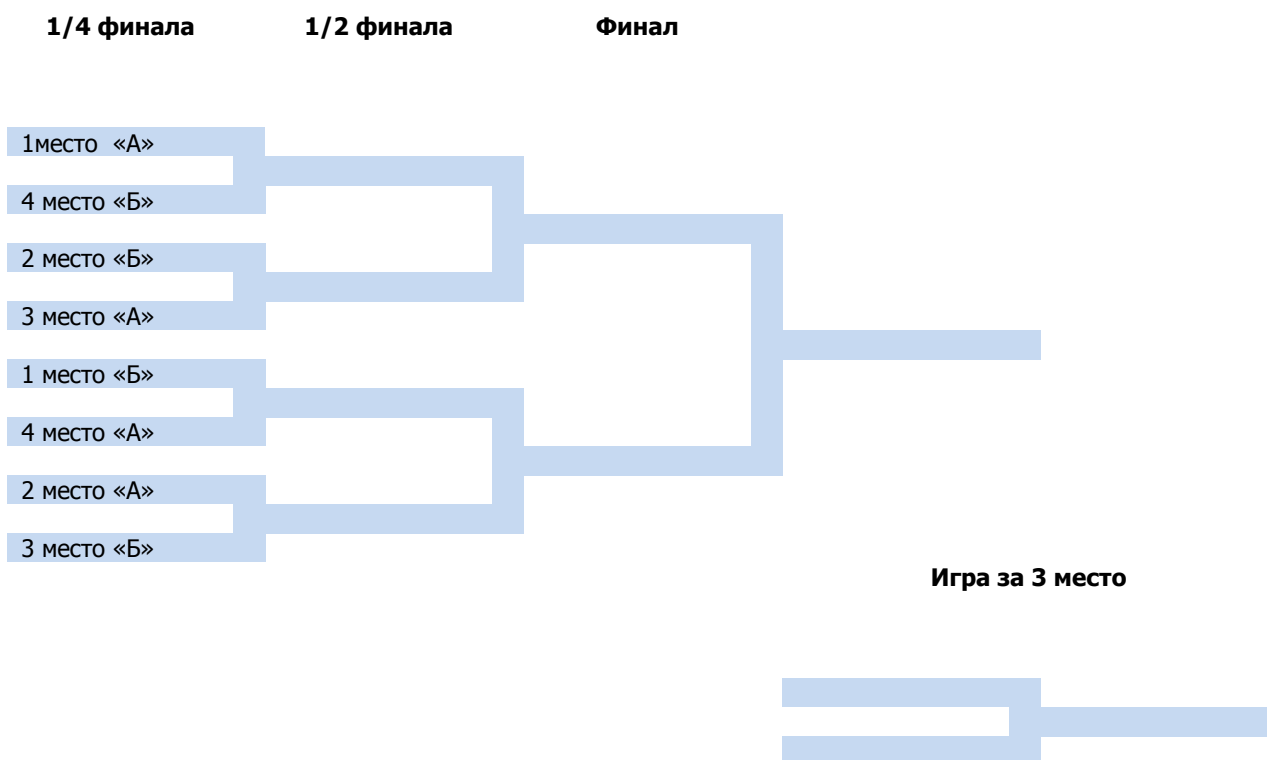 1/4 финала 1/2 финала Финал
1место «А»
4 место «Б»
2 место «Б»
3 место «А»
1 место «Б»
4 место «А»
2 место «А»
3 место «Б»
Игра за 3 место